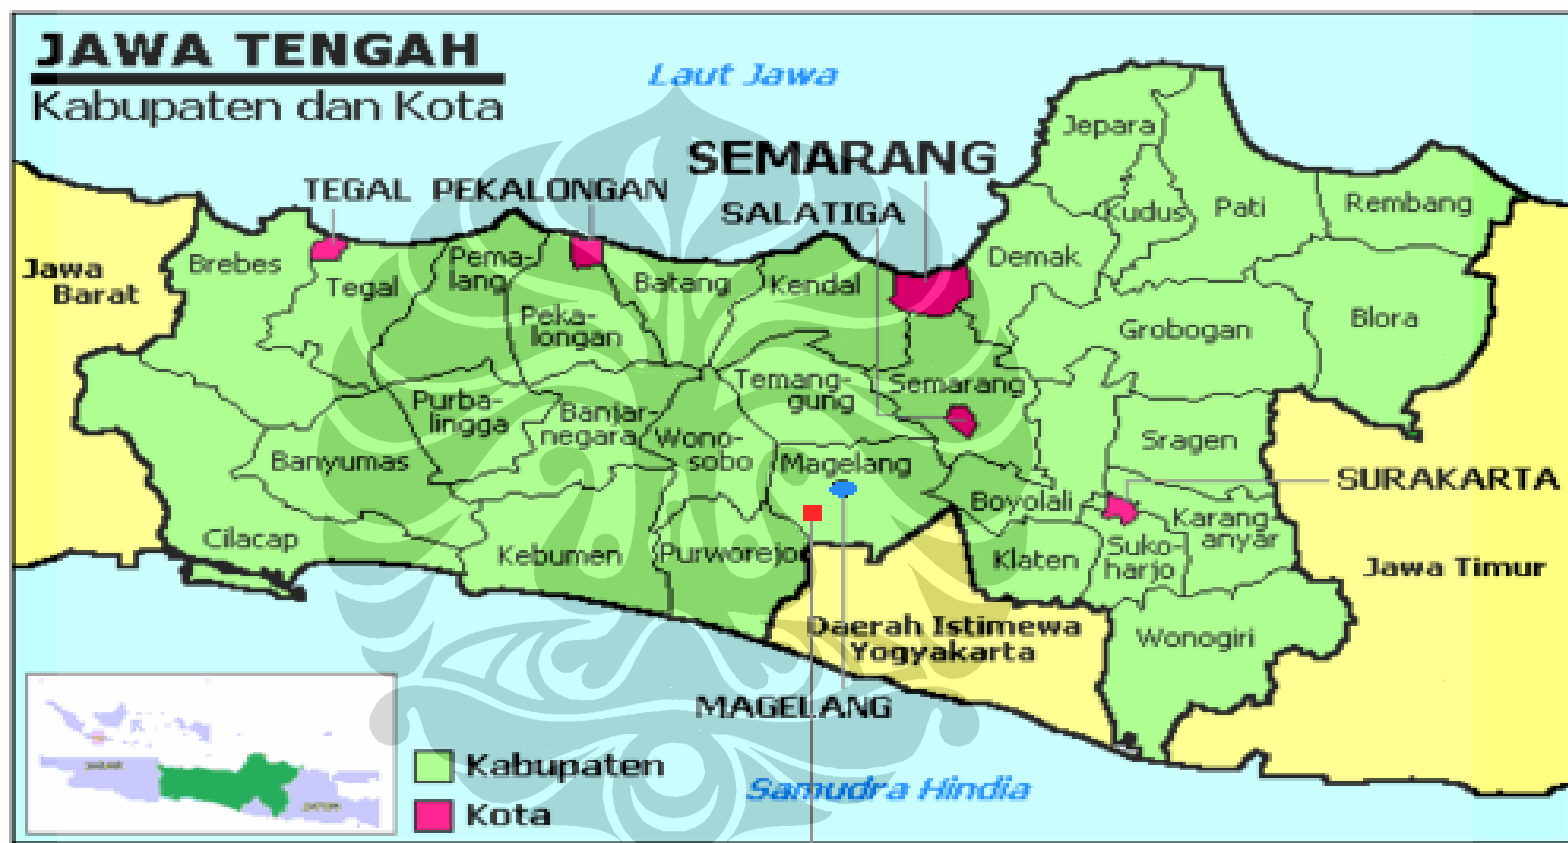 JAWA TENGAH
Kabupaten dan Kota
Laut Jawa
SEMARANG
TEGAL
PEKALONGAN
SALATIGA
Jepara
Kudus
Pati
Rembang
Jawa
Barat
Brebes
Tegal
Pema-
lang
Peka-
longan
Batang
Kendal
Demak
Grobogan
Blora
Purba-
lingga
Banjar-
negara
Wono-
sobo
Temang-
gung
Semarang
Sragen
Banyumas
Magelang
Boyolali
SURAKARTA
Cilacap
Kebumen
Purworejo
Klaten
Suko-
harjo
Karang-
anyar
Jawa Timur
Daerah Istimewa
Yogyakarta
Wonogiri
MAGELANG
Kabupaten
Kota
Samudra Hindia